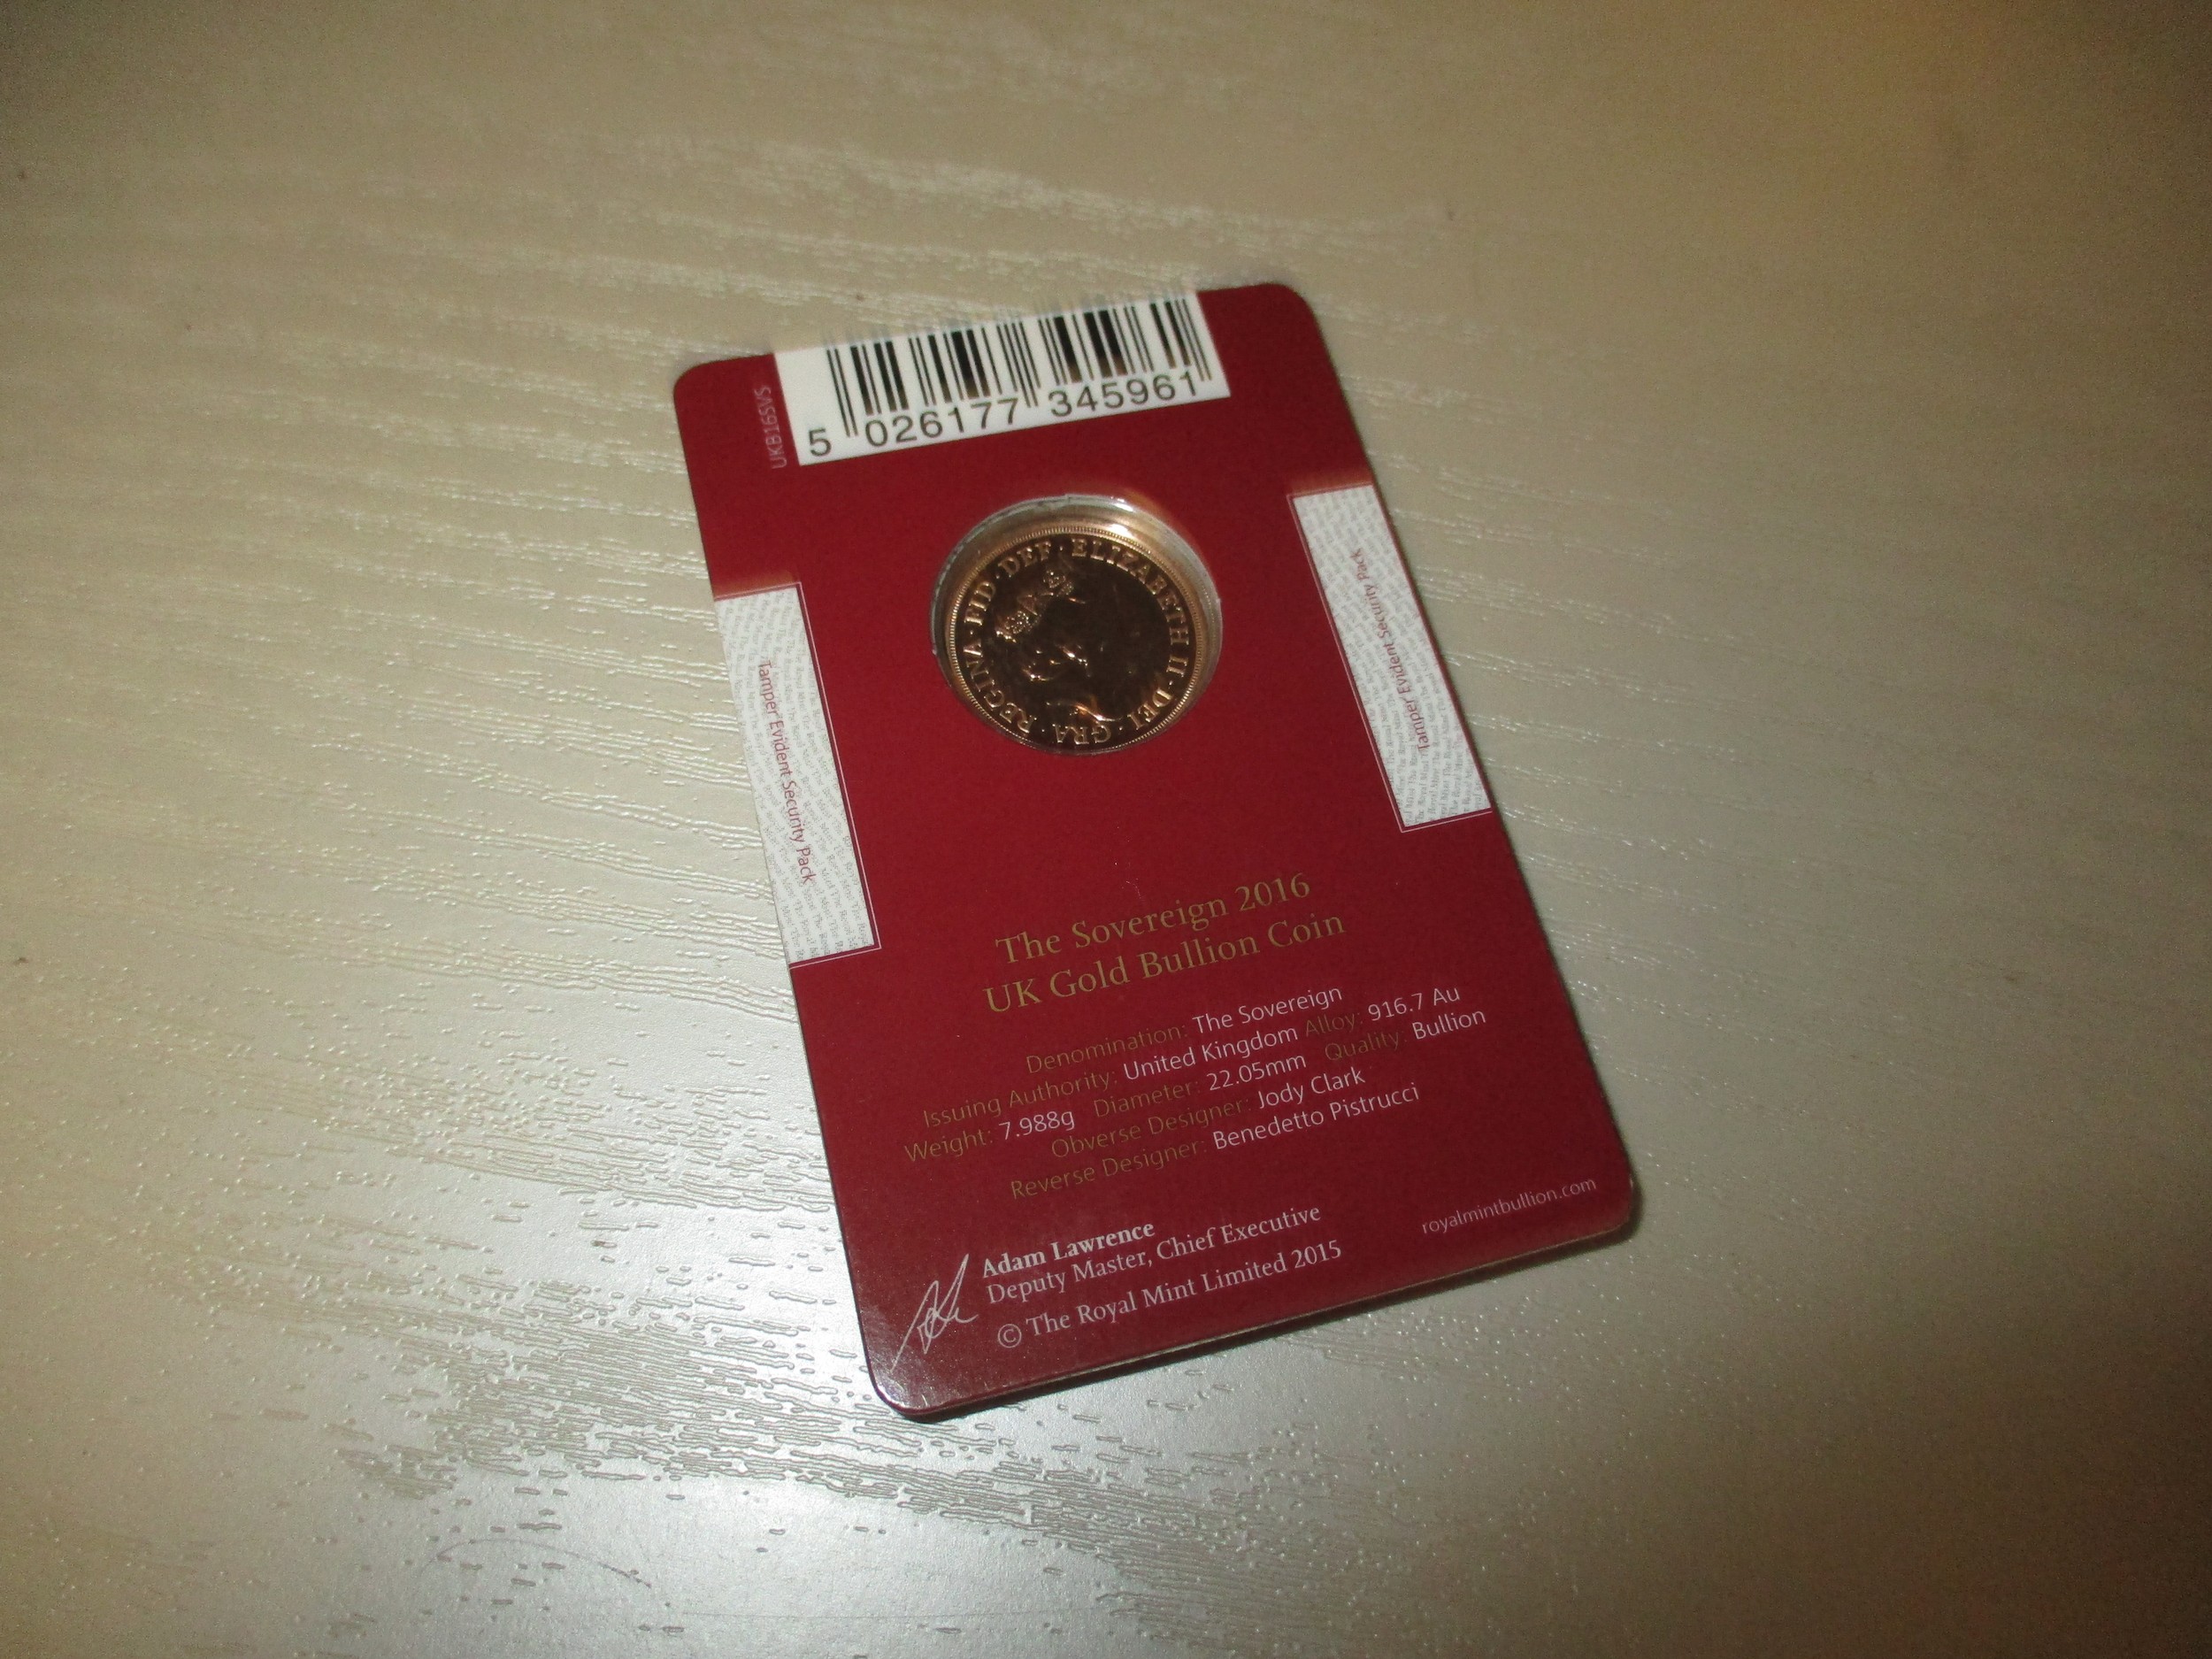 UKB16SVS
5 026177 345961
ELIZABETH II · DEI · GRA · REGINA · FID · DEF ·
Tamper Evident Security Pack
Tamper Evident Security Pack
The Sovereign 2016
UK Gold Bullion Coin
Denomination: The Sovereign
Issuing Authority: United Kingdom Alloy: 916.7 Au
Weight: 7.988g Diameter: 22.05mm Quality: Bullion
Obverse Designer: Jody Clark
Reverse Designer: Benedetto Pistrucci
Adam Lawrence
Deputy Master, Chief Executive
© The Royal Mint Limited 2015
royalmintbullion.com